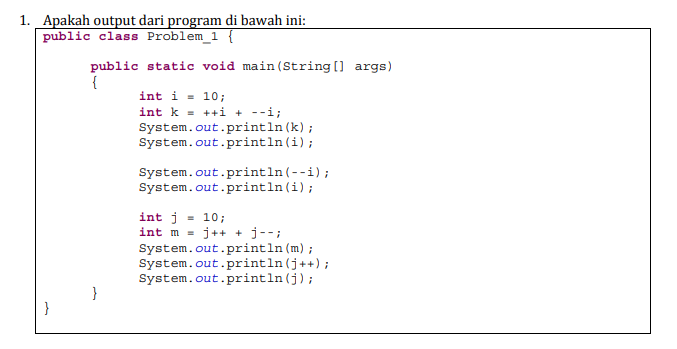 1. Apakah output dari program di bawah ini:
public class Problem_1 {
public static void main(String[] args)
{
int i = 10;
int k = ++i + --i;
System.out.println(k);
System.out.println(i);
System.out.println(--i);
System.out.println(i);
int j = 10;
int m = j++ + j--;
System.out.println(m);
System.out.println(j++);
System.out.println(j);
}
}